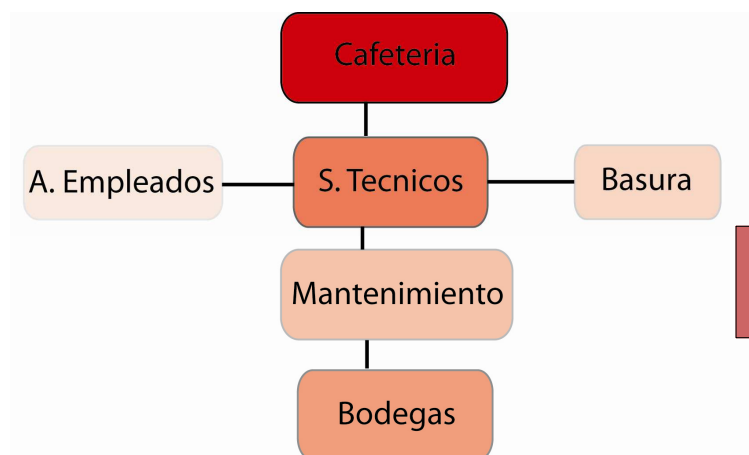 Cafeteria
A. Empleados
S. Tecnicos
Basura
Mantenimiento
Bodegas